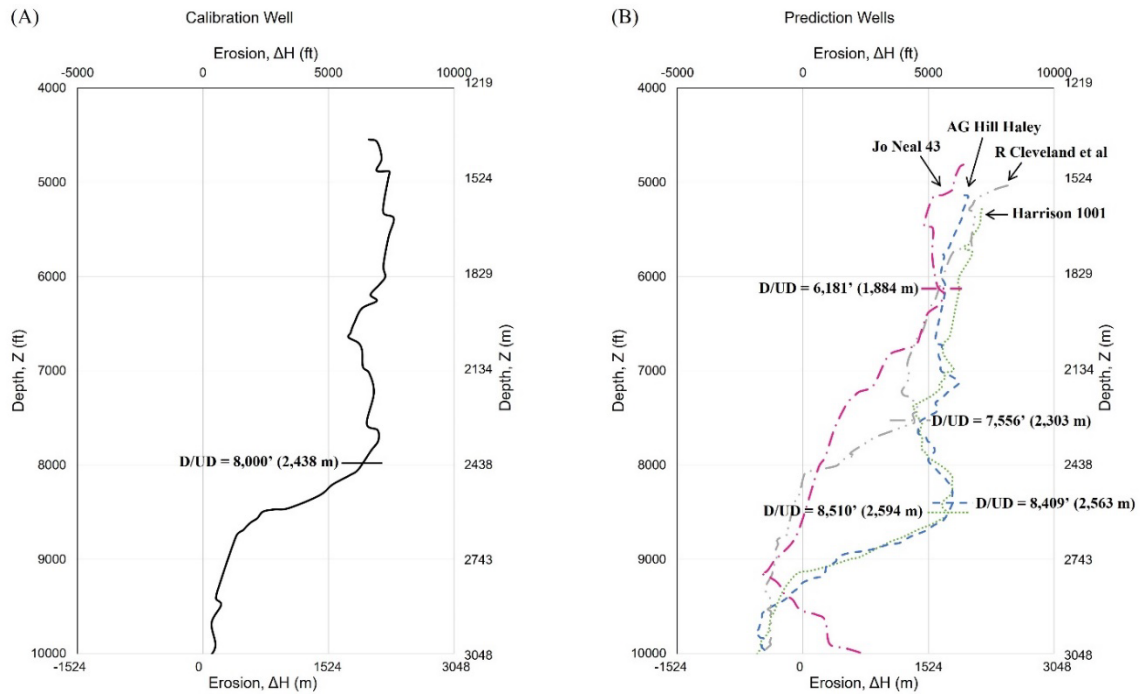 (A)
Calibration Well
Erosion, ΔH (ft)
-5000 0 5000 10000
4000
5000
6000
7000
8000
9000
10000
Depth, Z (ft)
1219
1524
1829
2134
2438
2743
3048
Depth, Z (m)
D/UD = 8,000' (2,438 m)
-1524 0 1524 3048
Erosion, ΔH (m)
(B)
Prediction Wells
Erosion, ΔH (ft)
-5000 0 5000 10000
4000
5000
6000
7000
8000
9000
10000
Depth, Z (ft)
1219
1524
1829
2134
2438
2743
3048
Depth, Z (m)
AG Hill Haley
Jo Neal 43
R Cleveland et al
Harrison 1001
D/UD = 6,181' (1,884 m)
D/UD = 7,556' (2,303 m)
D/UD = 8,409' (2,563 m)
D/UD = 8,510' (2,594 m)
-1524 0 1524 3048
Erosion, ΔH (m)